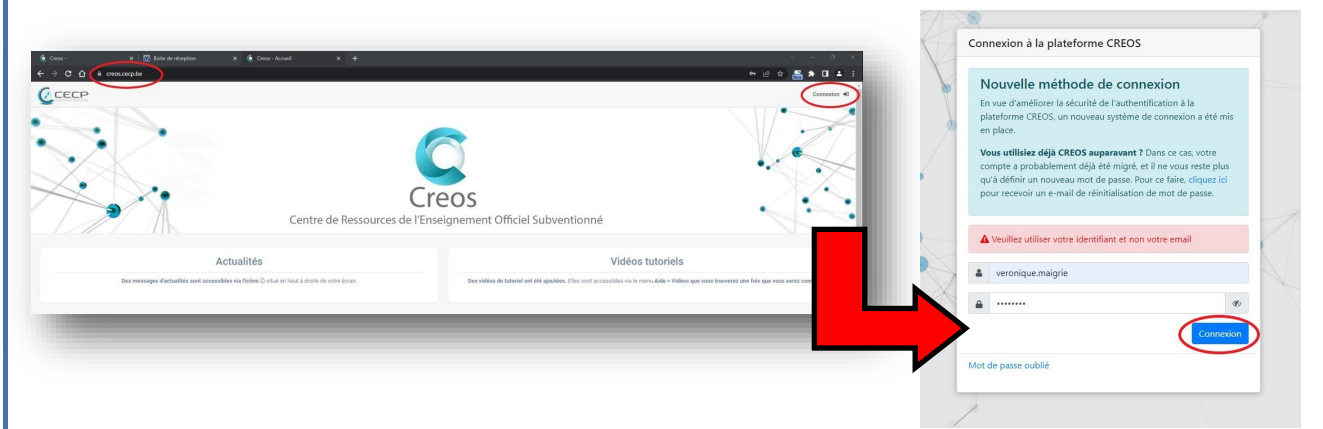 Creos -
Boite de réception
Creos - Accueil
creos.cecp.be
CECP
Connexion
Creos
Centre de Ressources de l'Enseignement Officiel Subventionné
Actualités
Des messages d'actualités sont accessibles via l'icône situé en haut à droite de votre écran.
Vidéos tutoriels
Des vidéos de tutoriel ont été ajoutées. Elles sont accessibles via le menu Aide > Vidéos que vous trouverez une fois que vous serez
Connexion à la plateforme CREOS
Nouvelle méthode de connexion
En vue d'améliorer la sécurité de l'authentification à la
plateforme CREOS, un nouveau système de connexion a été mis
en place.
Vous utilisiez déjà CREOS auparavant ? Dans ce cas, votre
compte a probablement déjà été migré, et il ne vous reste plus
qu'à définir un nouveau mot de passe. Pour ce faire, cliquez ici
pour recevoir un e-mail de réinitialisation de mot de passe.
Veuillez utiliser votre identifiant et non votre email
veronique.maigrie
••••••••
Connexion
Mot de passe oublié